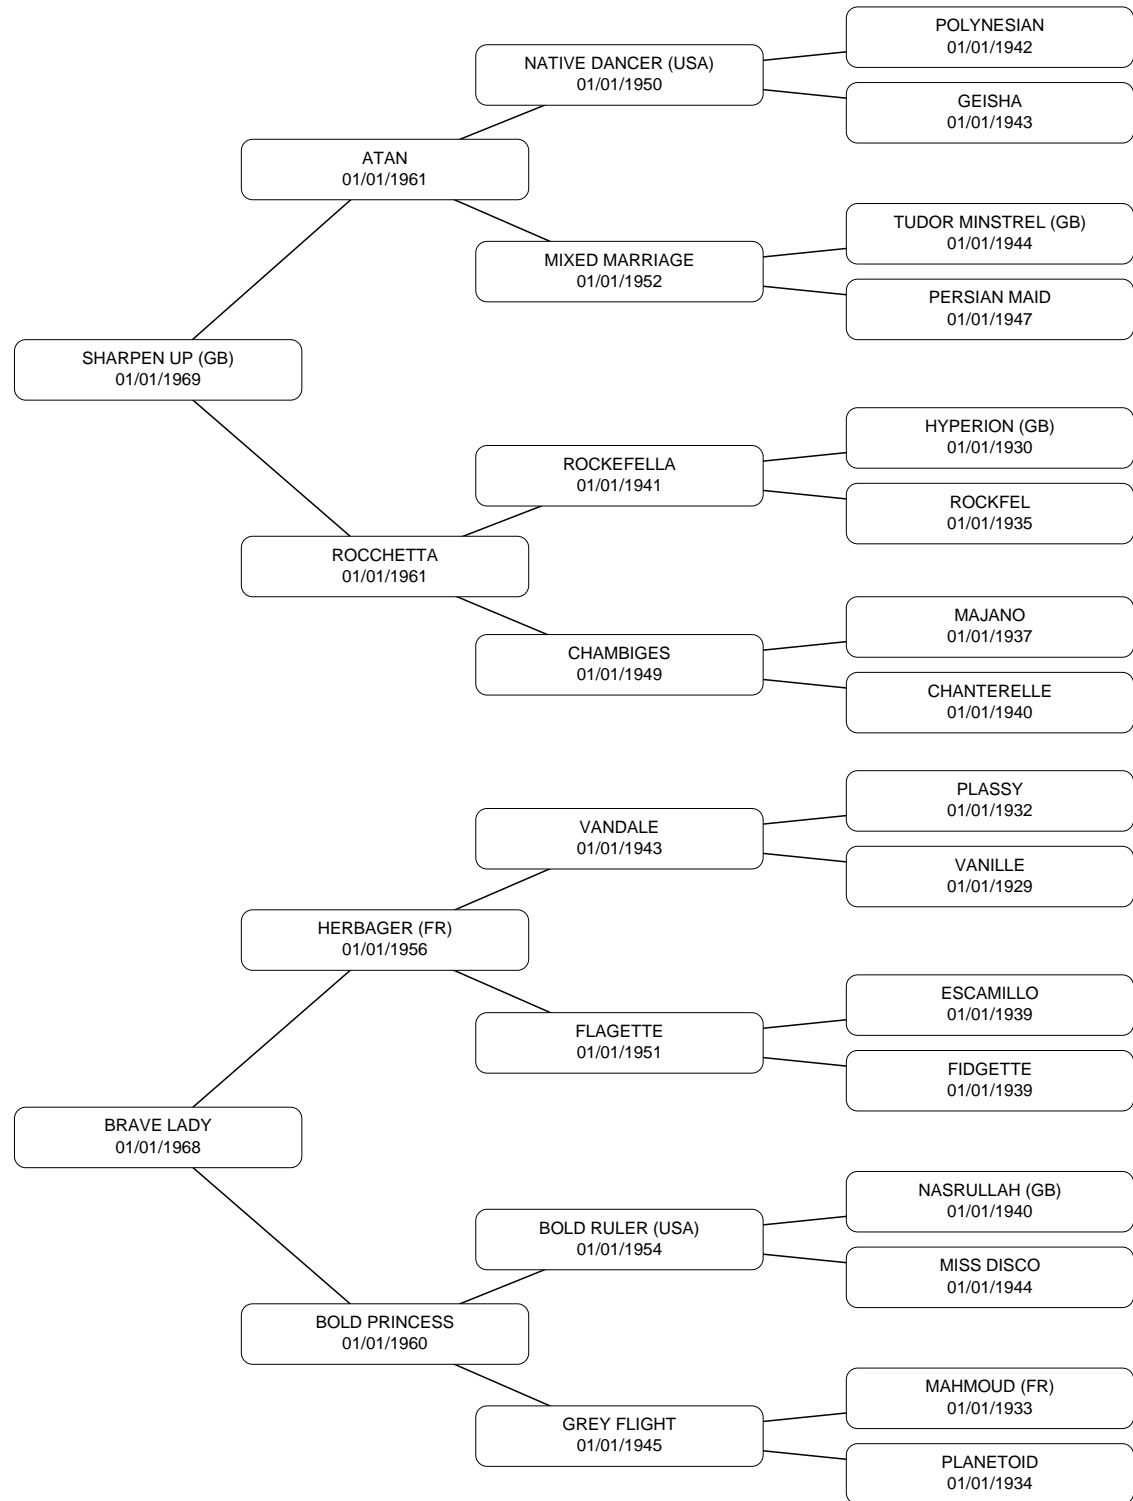 POLYNESIAN
01/01/1942
NATIVE DANCER (USA)
01/01/1950
GEISHA
01/01/1943
ATAN
01/01/1961
TUDOR MINSTREL (GB)
01/01/1944
MIXED MARRIAGE
01/01/1952
PERSIAN MAID
01/01/1947
SHARPEN UP (GB)
01/01/1969
HYPERION (GB)
01/01/1930
ROCKEFELLA
01/01/1941
ROCKFEL
01/01/1935
ROCCHETTA
01/01/1961
MAJANO
01/01/1937
CHAMBIGES
01/01/1949
CHANTERELLE
01/01/1940
PLASSY
01/01/1932
VANDALE
01/01/1943
VANILLE
01/01/1929
HERBAGER (FR)
01/01/1956
ESCAMILLO
01/01/1939
FLAGETTE
01/01/1951
FIDGETTE
01/01/1939
BRAVE LADY
01/01/1968
NASRULLAH (GB)
01/01/1940
BOLD RULER (USA)
01/01/1954
MISS DISCO
01/01/1944
BOLD PRINCESS
01/01/1960
MAHMOUD (FR)
01/01/1933
GREY FLIGHT
01/01/1945
PLANETOID
01/01/1934